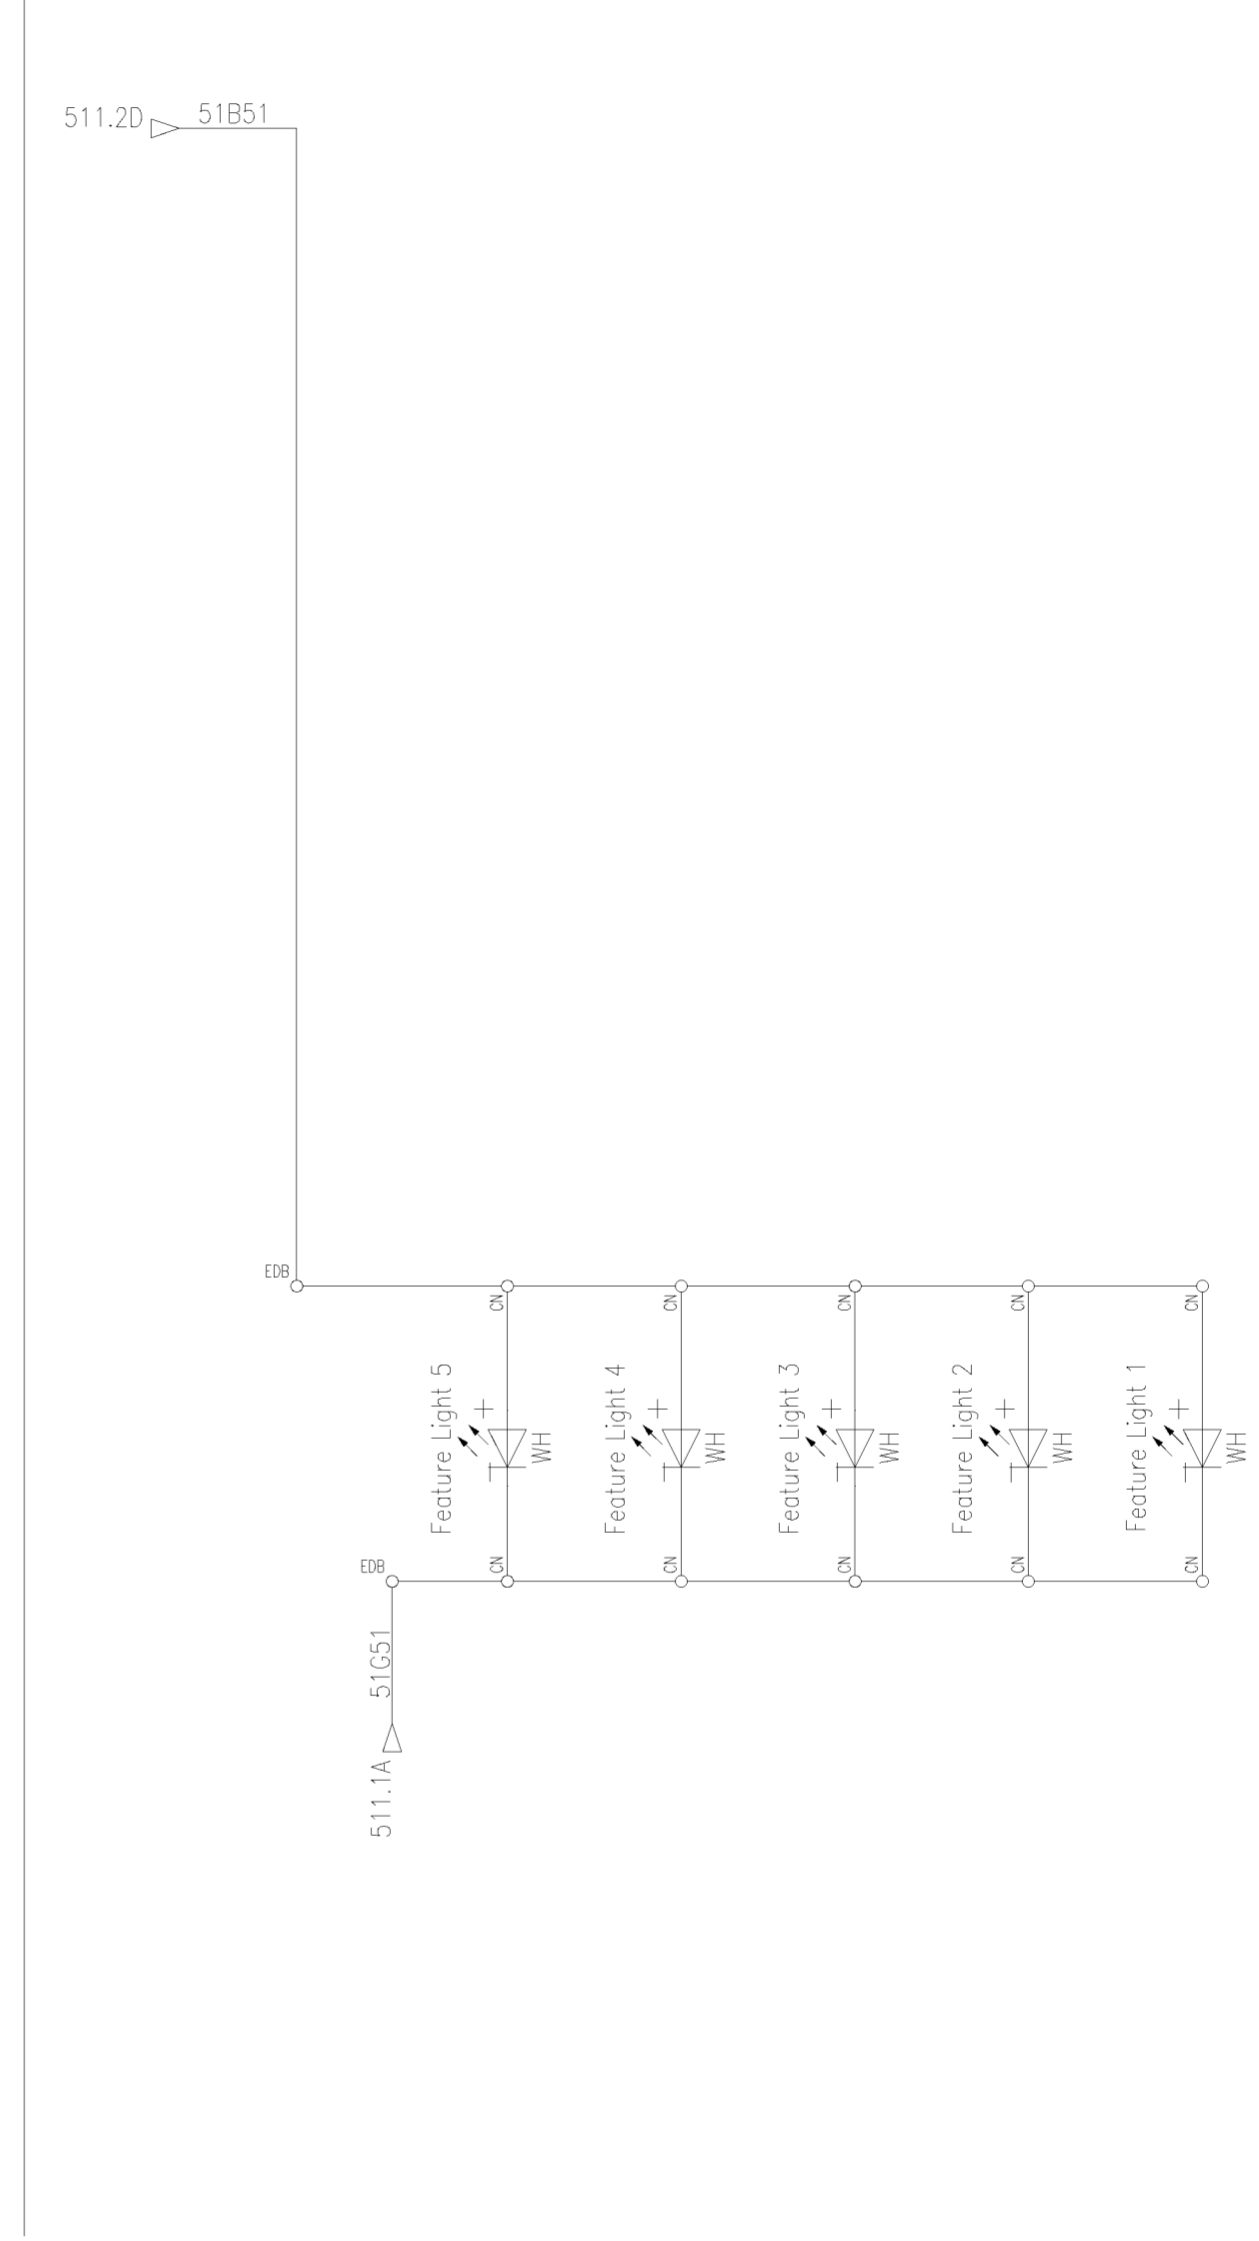 511.2D
51B51
EDB
CN
CN
CN
CN
CN
Feature Light 5
+
WH
Feature Light 4
+
WH
Feature Light 3
+
WH
Feature Light 2
+
WH
Feature Light 1
+
WH
EDB
CN
CN
CN
CN
CN
51G51
511.1A